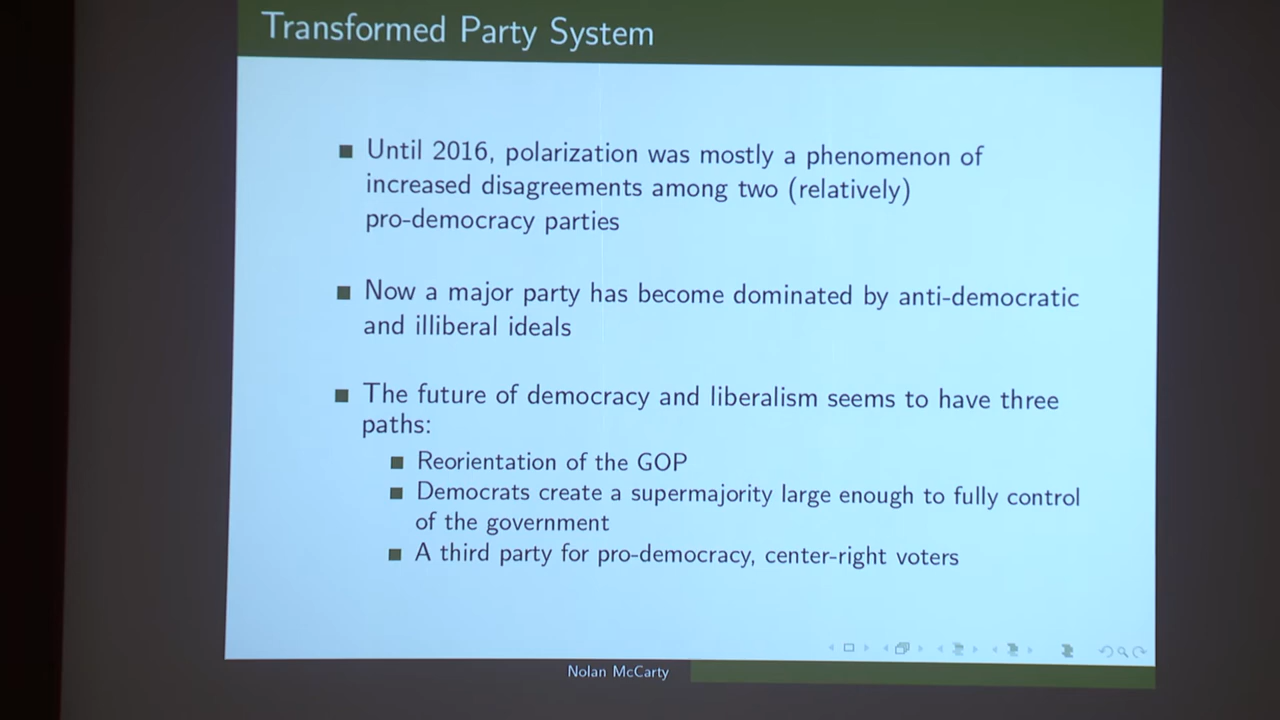 Transformed Party System
Until 2016, polarization was mostly a phenomenon of
increased disagreements among two (relatively)
pro-democracy parties
Now a major party has become dominated by anti-democratic
and illiberal ideals
The future of democracy and liberalism seems to have three
paths:
Reorientation of the GOP
Democrats create a supermajority large enough to fully control
of the government
A third party for pro-democracy, center-right voters
Nolan McCarty